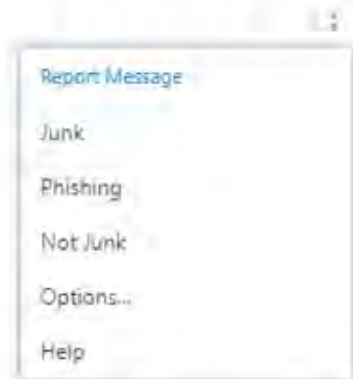 Report Message
Junk
Phishing
Not Junk
Options...
Help